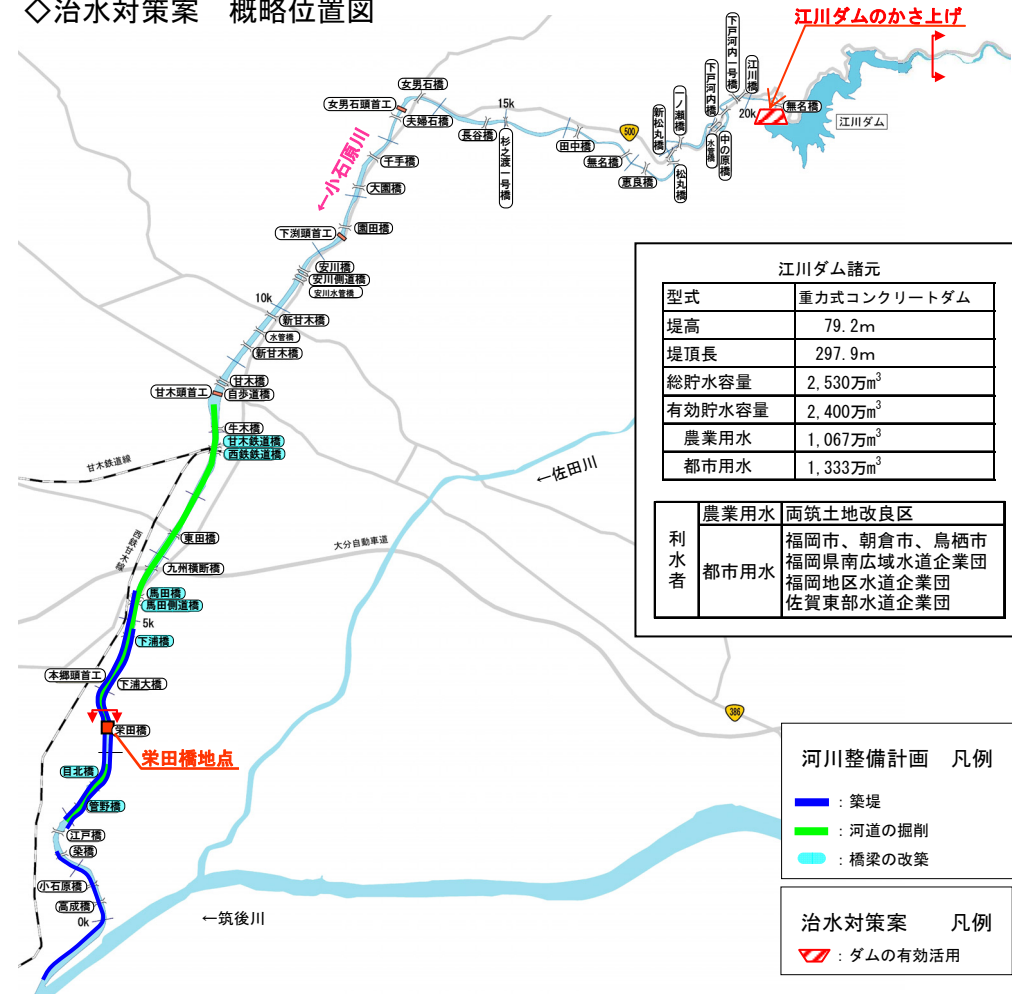 ◇治水対策案　概略位置図
江川ダムのかさ上げ
下戸河内一号橋
江川橋
下戸河内橋
20k
無名橋
江川ダム
水管橋
中の原橋
一ノ瀬橋
新松丸橋
松丸橋
500
恵良橋
無名橋
田中橋
15k
杉之渡一号橋
長谷橋
女男石橋
女男石頭首工
夫婦石橋
←小石原川
千手橋
大園橋
園田橋
下渕頭首工
安川橋
安川側道橋
安川水管橋
10k
新甘木橋
水管橋
新甘木橋
甘木橋
甘木頭首工
自歩道橋
牛木橋
甘木鉄道橋
西鉄鉄道橋
甘木鉄道線
←佐田川
西鉄甘木線
東田橋
大分自動車道
九州横断橋
馬田橋
馬田側道橋
5k
下浦橋
本郷頭首工
下浦大橋
386
栄田橋
栄田橋地点
目北橋
管野橋
江戸橋
染橋
小石原橋
高成橋
0k
←筑後川
江川ダム諸元
型式 重力式コンクリートダム
堤高 79.2m
堤頂長 297.9m
総貯水容量 2,530万m³
有効貯水容量 2,400万m³
農業用水 1,067万m³
都市用水 1,333万m³
利水者
農業用水 両筑土地改良区
都市用水
福岡市、朝倉市、鳥栖市
福岡県南広域水道企業団
福岡地区水道企業団
佐賀東部水道企業団
河川整備計画　凡例
：築堤
：河道の掘削
：橋梁の改築
治水対策案　凡例
：ダムの有効活用